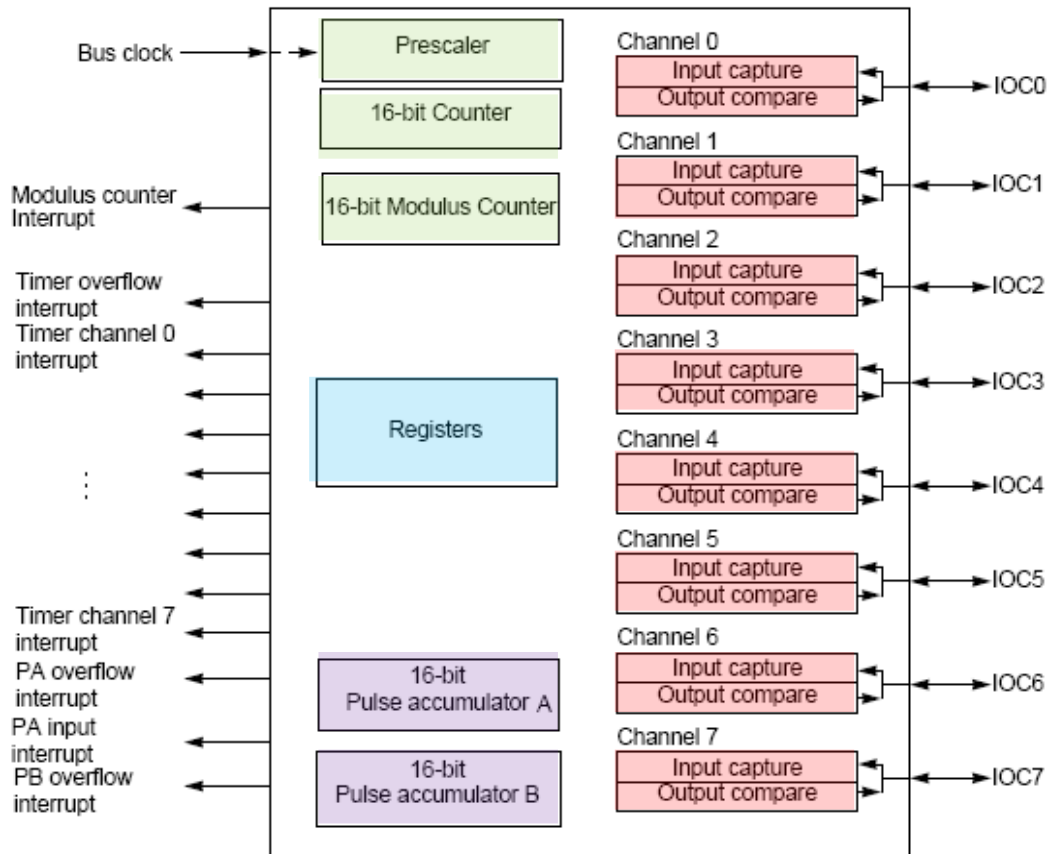 Bus clock
Modulus counter
Interrupt
Timer overflow
interrupt
Timer channel 0
interrupt
⋮
Timer channel 7
interrupt
PA overflow
interrupt
PA input
interrupt
PB overflow
interrupt
Prescaler
16-bit Counter
16-bit Modulus Counter
Registers
16-bit
Pulse accumulator A
16-bit
Pulse accumulator B
Channel 0
Input capture
Output compare
IOC0
Channel 1
Input capture
Output compare
IOC1
Channel 2
Input capture
Output compare
IOC2
Channel 3
Input capture
Output compare
IOC3
Channel 4
Input capture
Output compare
IOC4
Channel 5
Input capture
Output compare
IOC5
Channel 6
Input capture
Output compare
IOC6
Channel 7
Input capture
Output compare
IOC7